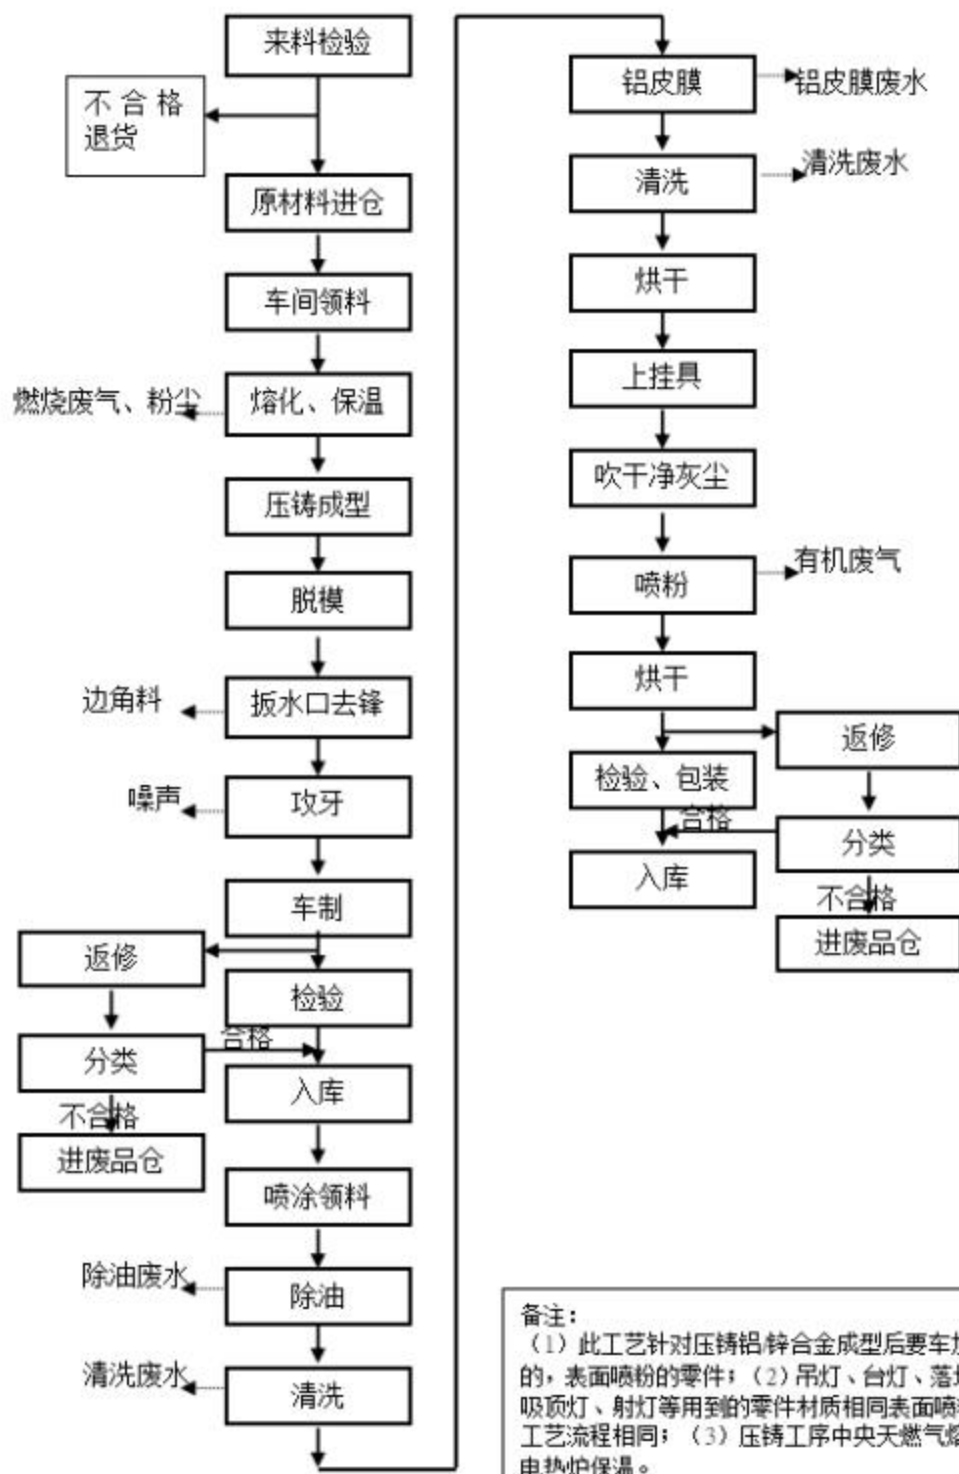 来料检验
不合格
退货
原材料进仓
车间领料
燃烧废气、粉尘
熔化、保温
压铸成型
脱模
边角料
扳水口去锋
噪声
攻牙
车制
返修
检验
分类
合格
不合格
入库
进废品仓
喷涂领料
除油废水
除油
清洗废水
清洗
铝皮膜
铝皮膜废水
清洗
清洗废水
烘干
上挂具
吹干净灰尘
喷粉
有机废气
烘干
返修
检验、包装
合格
分类
入库
不合格
进废品仓
备注：
（1）此工艺针对压铸铝/锌合金成型后要车加
的，表面喷粉的零件；（2）吊灯、台灯、落地
吸顶灯、射灯等用到的零件材质相同表面喷粉
工艺流程相同；（3）压铸工序中央天燃气熔
电热炉保温。